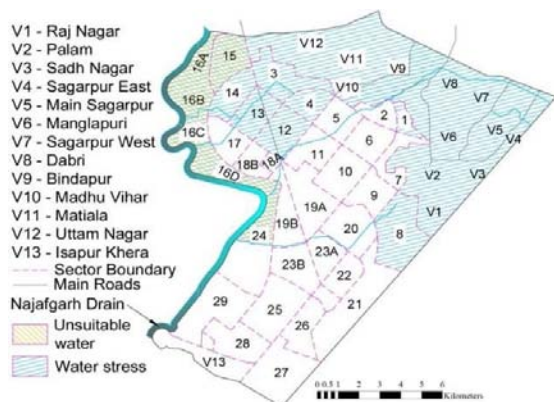 V1 - Raj Nagar
V2 - Palam
V3 - Sadh Nagar
V4 - Sagarpur East
V5 - Main Sagarpur
V6 - Manglapuri
V7 - Sagarpur West
V8 - Dabri
V9 - Bindapur
V10 - Madhu Vihar
V11 - Matiala
V12 - Uttam Nagar
V13 - Isapur Khera
Sector Boundary
Main Roads
Najafgarh Drain
Unsuitable
water
Water stress
16A
15
V12
V11
V9
3
V10
V8
V7
16B
14
13
4
5
2
1
V6
V5
V4
16C
12
17
18A
18B
16D
11
6
10
7
V2
V3
9
V1
19A
19B
24
20
8
23A
23B
22
21
29
25
26
28
V13
27
0 0.5 1 2 3 4 5 6
Kilometers